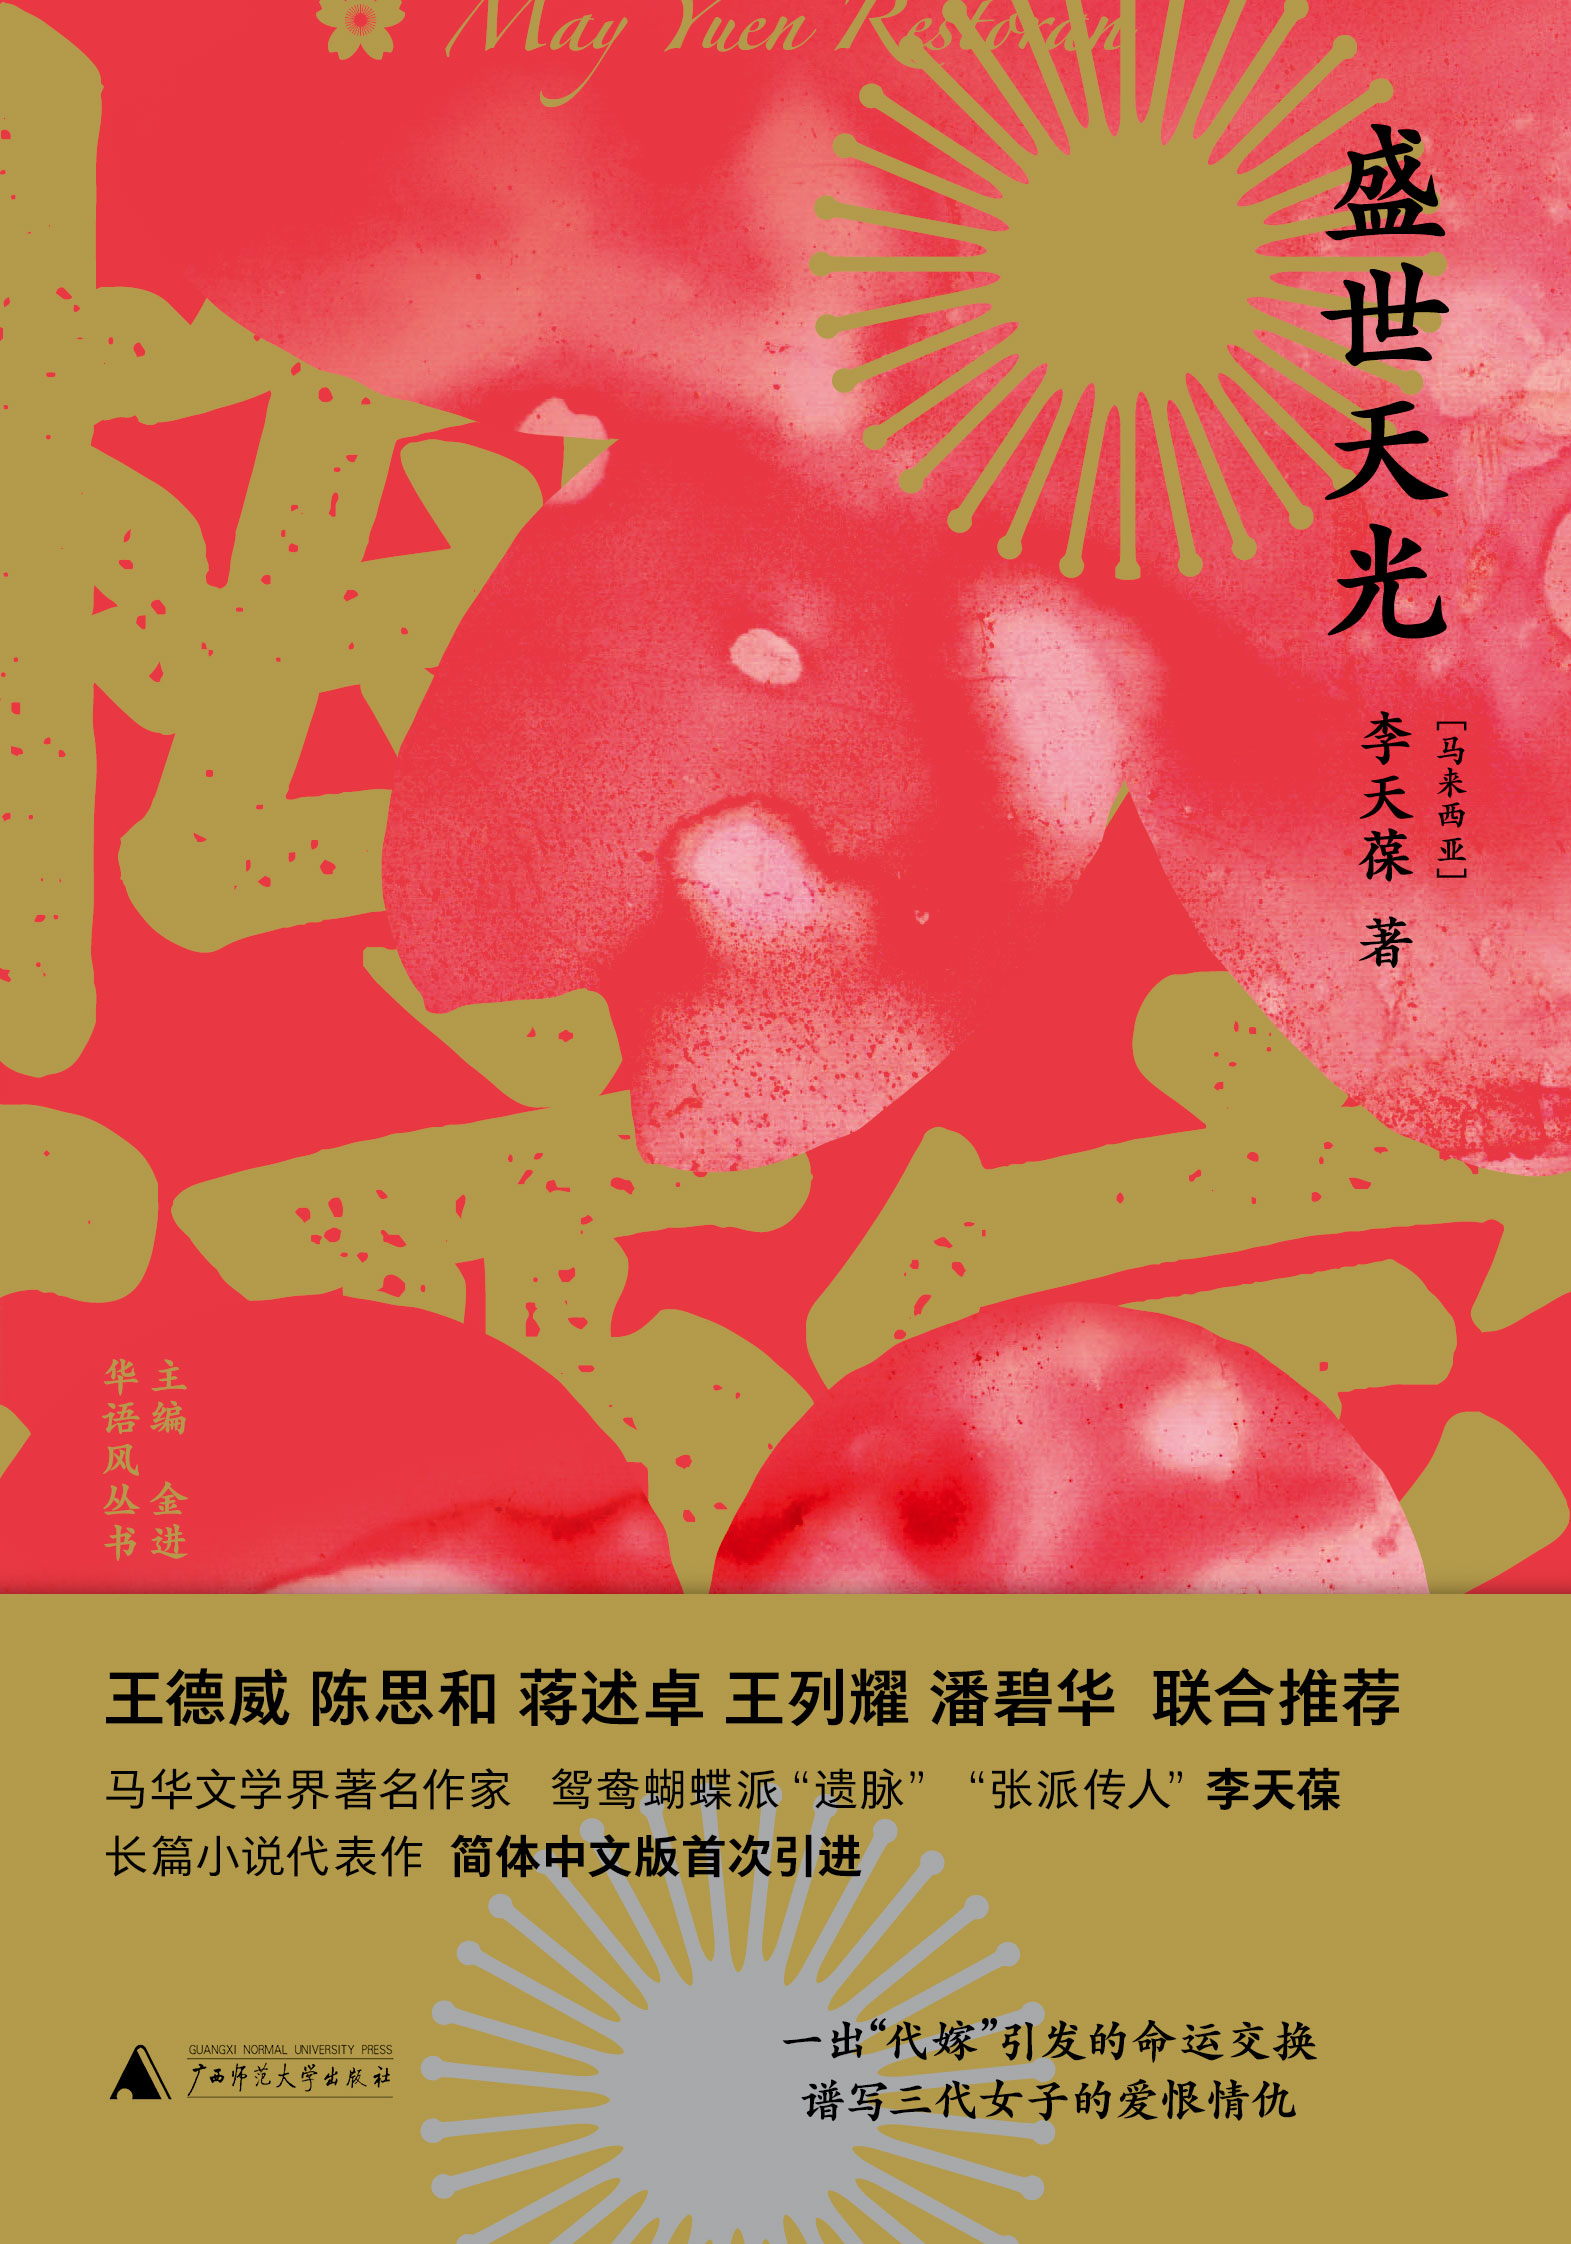 May Yuen Restoran
盛世天光
[马来西亚]
李天葆 著
主编 金进
华语风丛书
王德威 陈思和 蒋述卓 王列耀 潘碧华 联合推荐
马华文学界著名作家 鸳鸯蝴蝶派“遗脉” “张派传人” 李天葆
长篇小说代表作 简体中文版首次引进
一出“代嫁”引发的命运交换
谱写三代女子的爱恨情仇
GUANGXI NORMAL UNIVERSITY PRESS
广西师范大学出版社